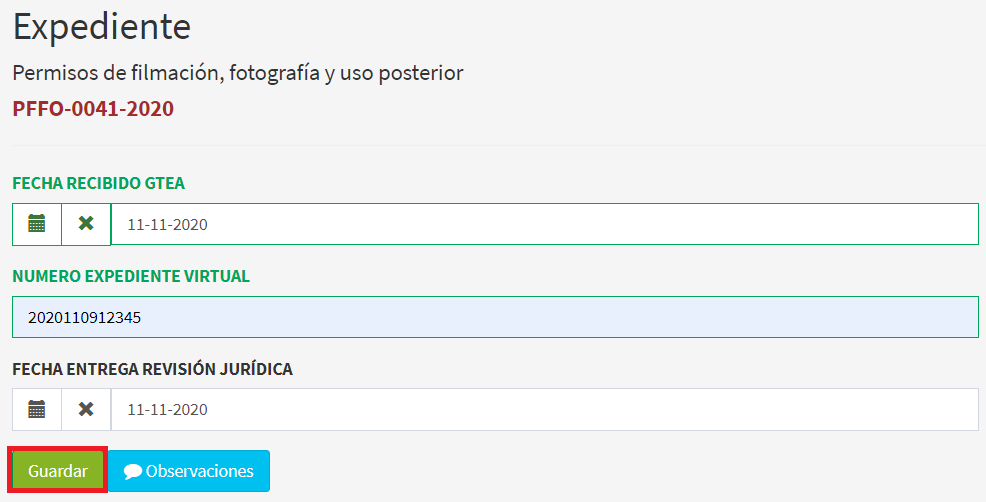 Expediente
Permisos de filmación, fotografía y uso posterior
PFFO-0041-2020
FECHA RECIBIDO GTEA
11-11-2020
NUMERO EXPEDIENTE VIRTUAL
2020110912345
FECHA ENTREGA REVISIÓN JURÍDICA
11-11-2020
Guardar Observaciones